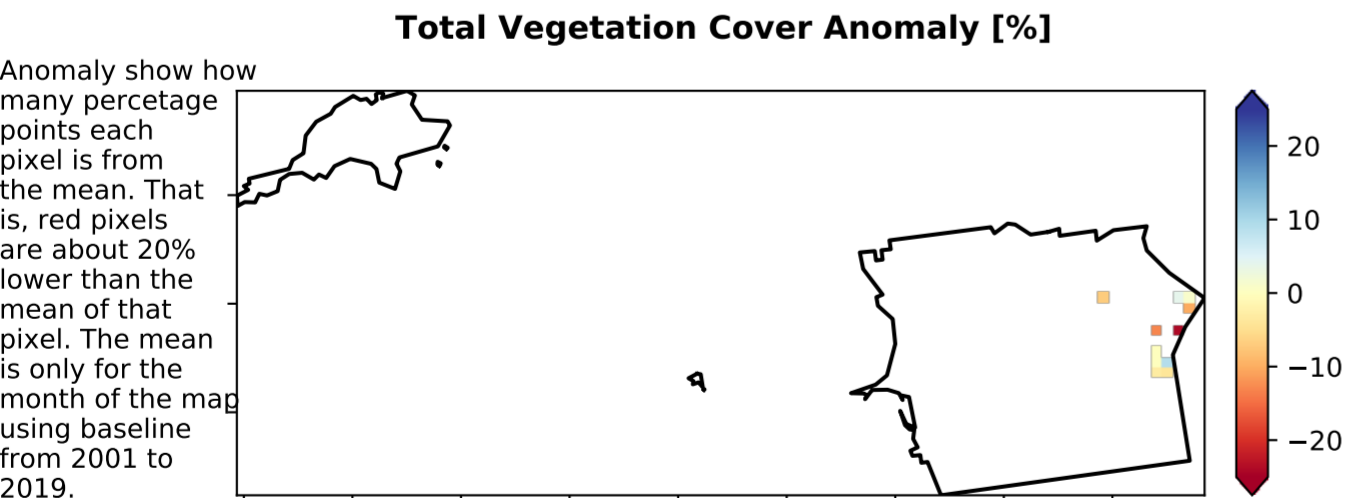 Total Vegetation Cover Anomaly [%]
Anomaly show how
many percetage
points each
pixel is from
the mean. That
is, red pixels
are about 20%
lower than the
mean of that
pixel. The mean
is only for the
month of the map
using baseline
from 2001 to
2019.
20
10
0
−10
−20